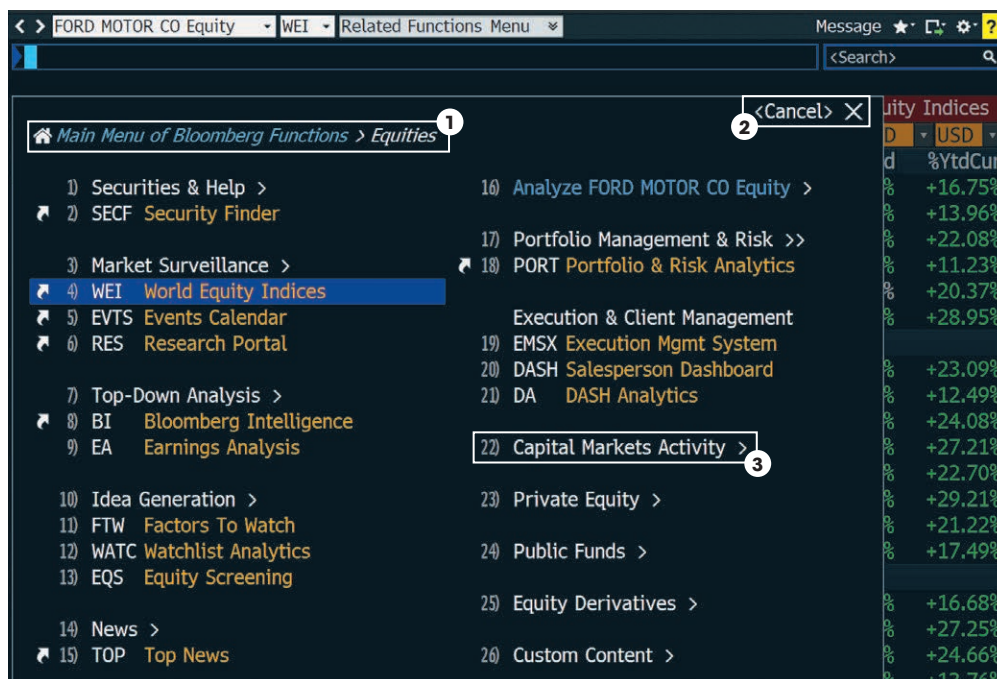 < > FORD MOTOR CO Equity WEI Related Functions Menu Message ?
<Search>
<Cancel> X
2
Main Menu of Bloomberg Functions > Equities
1
1) Securities & Help >
2) SECF Security Finder
3) Market Surveillance >
4) WEI World Equity Indices
5) EVTS Events Calendar
6) RES Research Portal
7) Top-Down Analysis >
8) BI Bloomberg Intelligence
9) EA Earnings Analysis
10) Idea Generation >
11) FTW Factors To Watch
12) WATC Watchlist Analytics
13) EQS Equity Screening
14) News >
15) TOP Top News
16) Analyze FORD MOTOR CO Equity >
17) Portfolio Management & Risk >>
18) PORT Portfolio & Risk Analytics
Execution & Client Management
19) EMSX Execution Mgmt System
20) DASH Salesperson Dashboard
21) DA DASH Analytics
22) Capital Markets Activity >
3
23) Private Equity >
24) Public Funds >
25) Equity Derivatives >
26) Custom Content >
uity Indices
D USD
d %YtdCur
% +16.75%
% +13.96%
% +22.08%
% +11.23%
% +20.37%
% +28.95%
% +23.09%
% +12.49%
% +24.08%
% +27.21%
% +22.70%
% +29.21%
% +21.22%
% +17.49%
% +16.68%
% +27.25%
% +24.66%